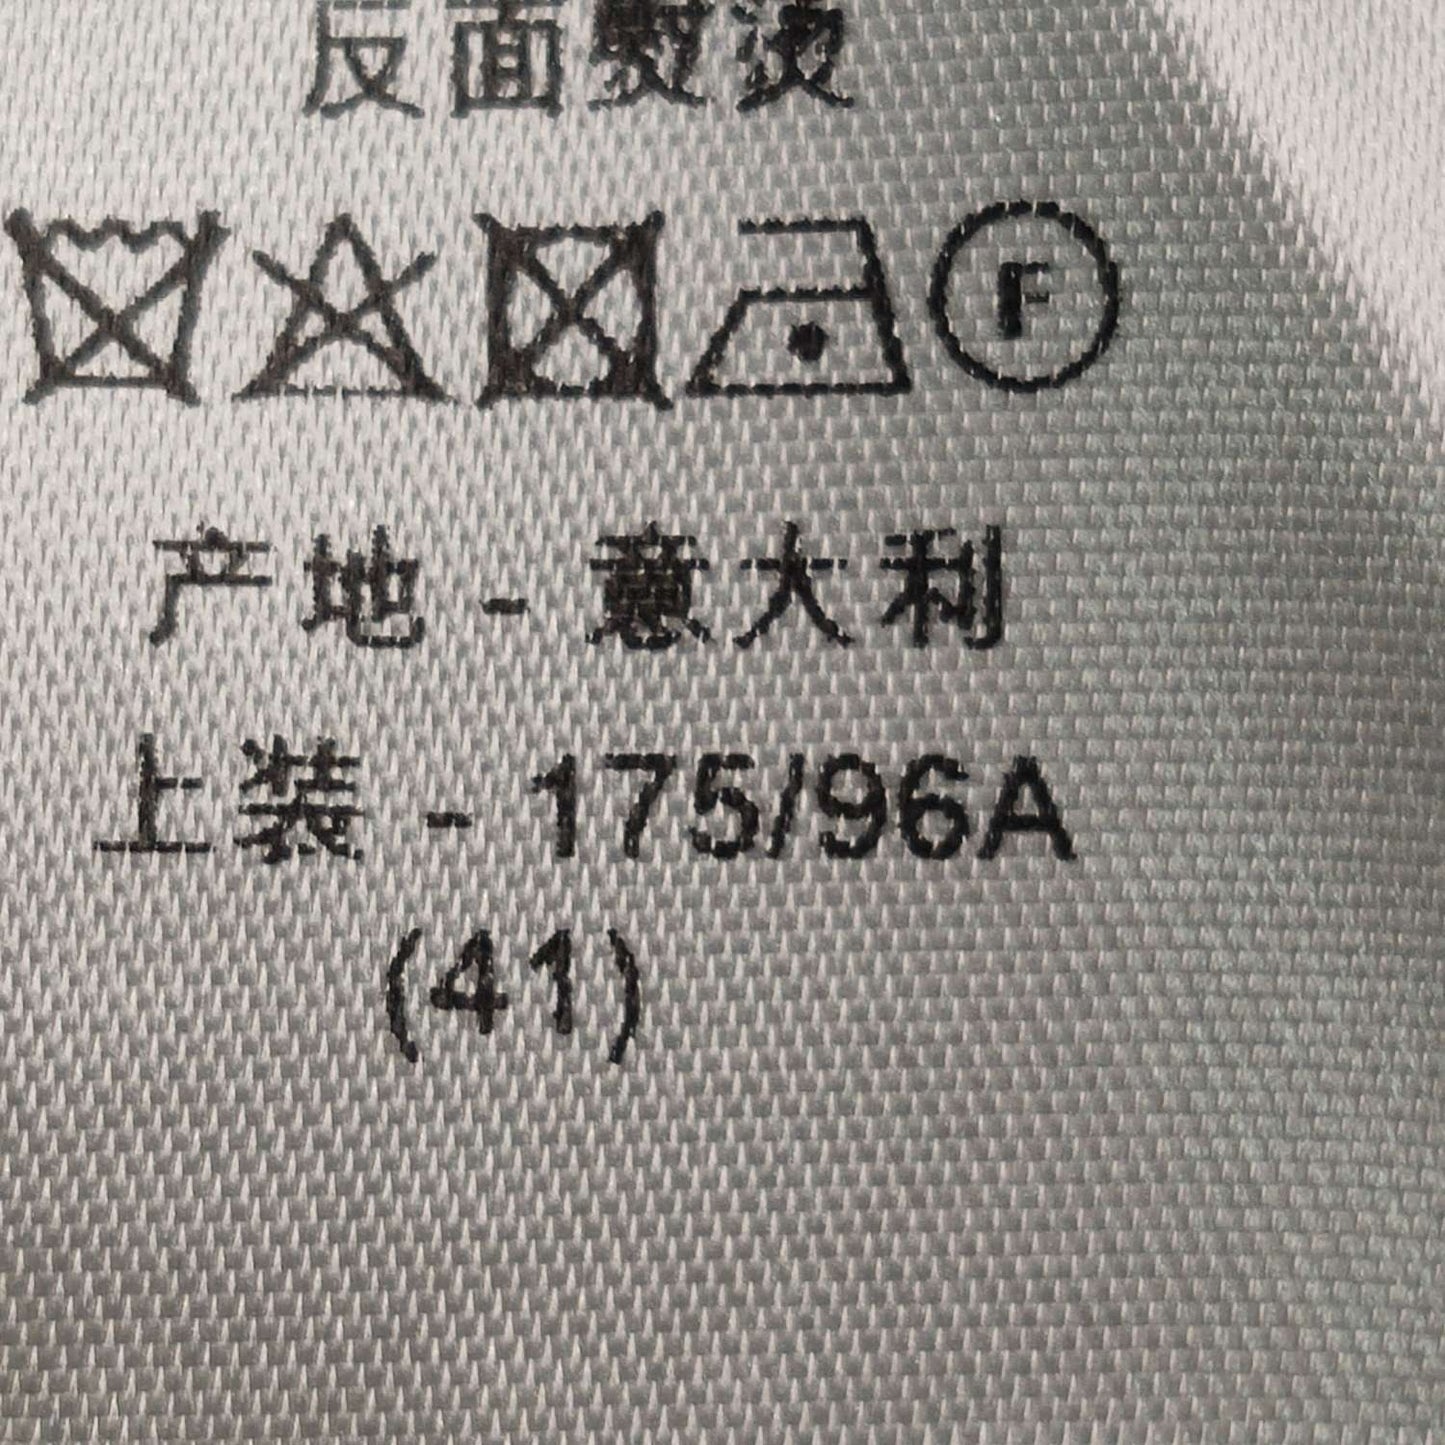 反面熨烫
F
产地 - 意大利
上装 - 175/96A
(41)